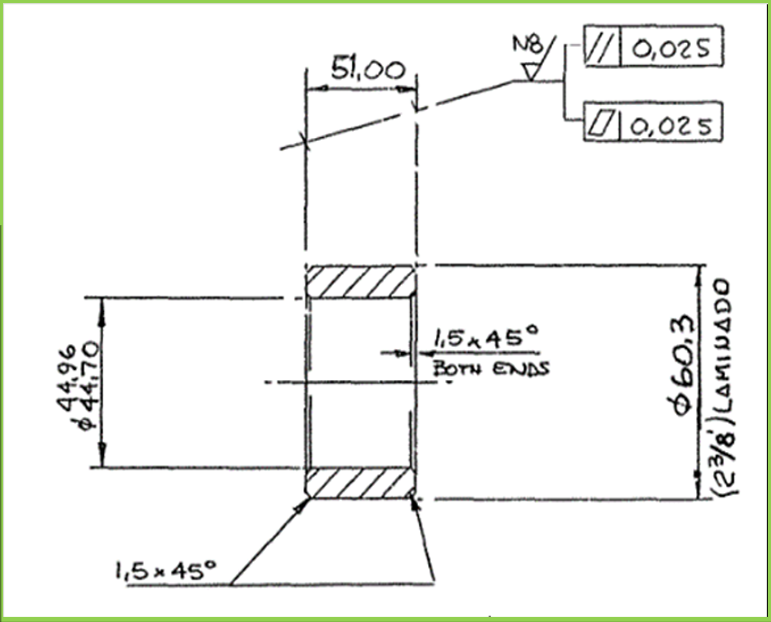 51,00
N8
// 0,025
⏥ 0,025
44,96
ϕ 44,70
1,5 x 45°
BOTH ENDS
ϕ 60,3
(2 3/8') LAMINADO
1,5 x 45°